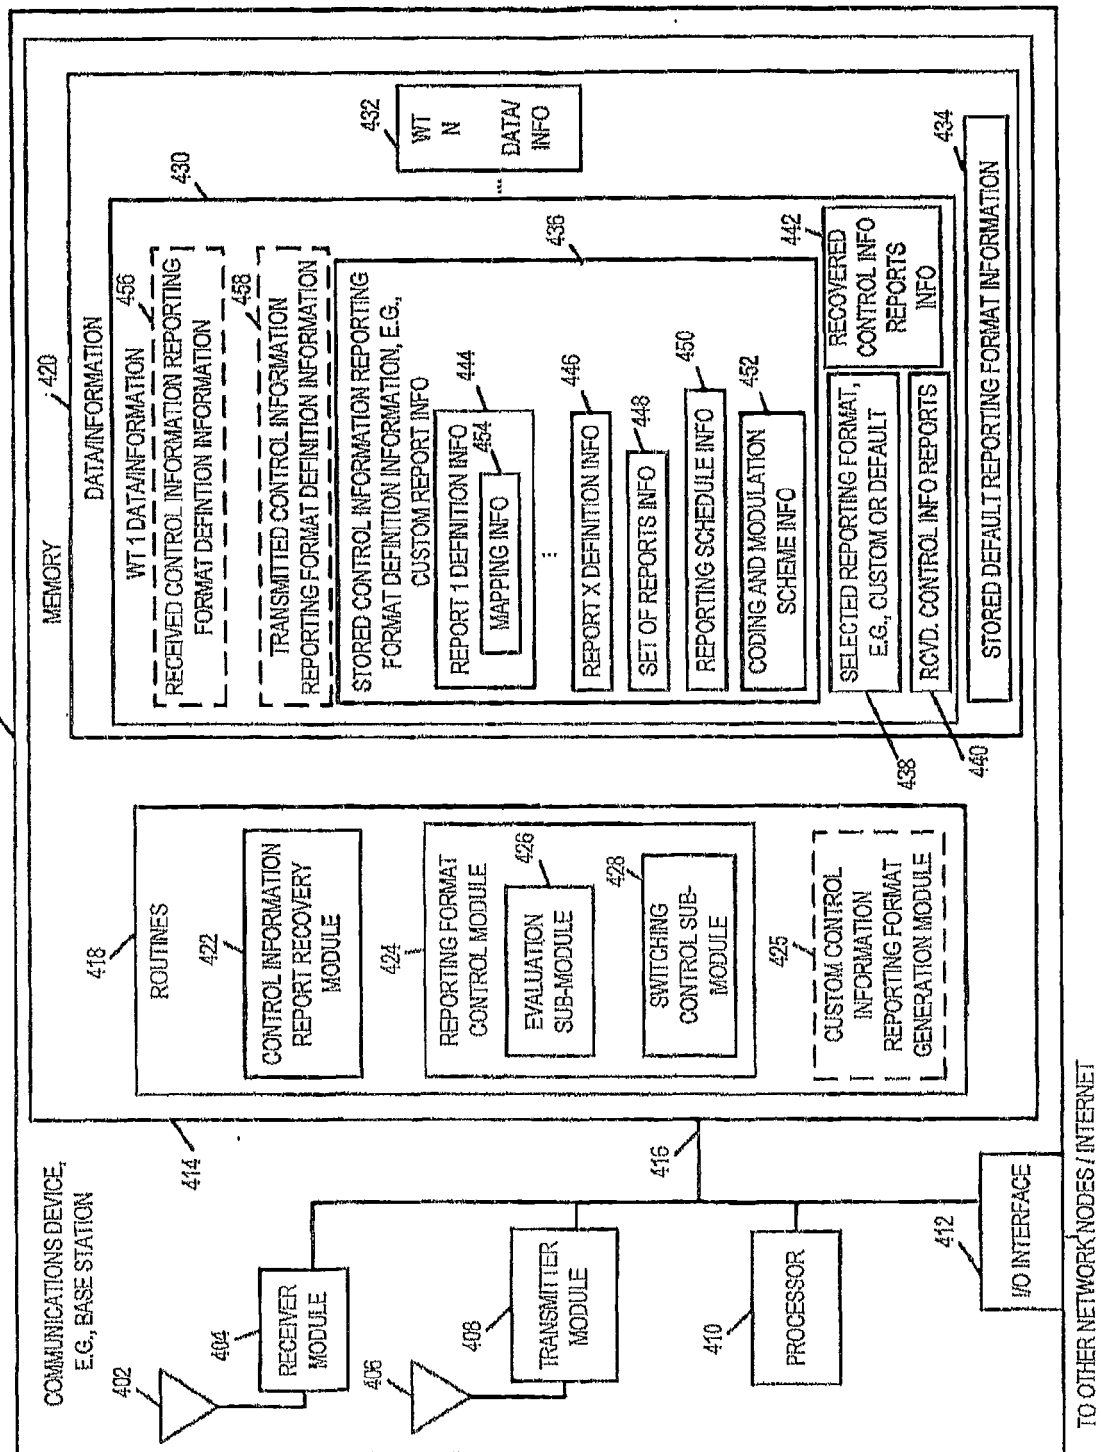 COMMUNICATIONS DEVICE,
E.G., BASE STATION
402
404
RECEIVER
MODULE
406
408
TRANSMITTER
MODULE
410
PROCESSOR
412
I/O INTERFACE
TO OTHER NETWORK NODES / INTERNET
414
416
MEMORY
418
ROUTINES
422
CONTROL INFORMATION
REPORT RECOVERY
MODULE
424
REPORTING FORMAT
CONTROL MODULE
426
EVALUATION
SUB-MODULE
428
SWITCHING
CONTROL SUB-
MODULE
425
CUSTOM CONTROL
INFORMATION
REPORTING FORMAT
GENERATION MODULE
420
DATA/INFORMATION
430
WT 1 DATA/INFORMATION
456
RECEIVED CONTROL INFORMATION REPORTING
FORMAT DEFINITION INFORMATION
458
TRANSMITTED CONTROL INFORMATION
REPORTING FORMAT DEFINITION INFORMATION
436
STORED CONTROL INFORMATION REPORTING
FORMAT DEFINITION INFORMATION, E.G.,
CUSTOM REPORT INFO
444
REPORT 1 DEFINITION INFO
454
MAPPING INFO
...
446
REPORT X DEFINITION INFO
448
SET OF REPORTS INFO
450
REPORTING SCHEDULE INFO
452
CODING AND MODULATION
SCHEME INFO
438
SELECTED REPORTING FORMAT,
E.G., CUSTOM OR DEFAULT
440
RCVD. CONTROL INFO REPORTS
442
RECOVERED
CONTROL INFO
REPORTS
INFO
...
432
WT
N
DATA/
INFO
434
STORED DEFAULT REPORTING FORMAT INFORMATION